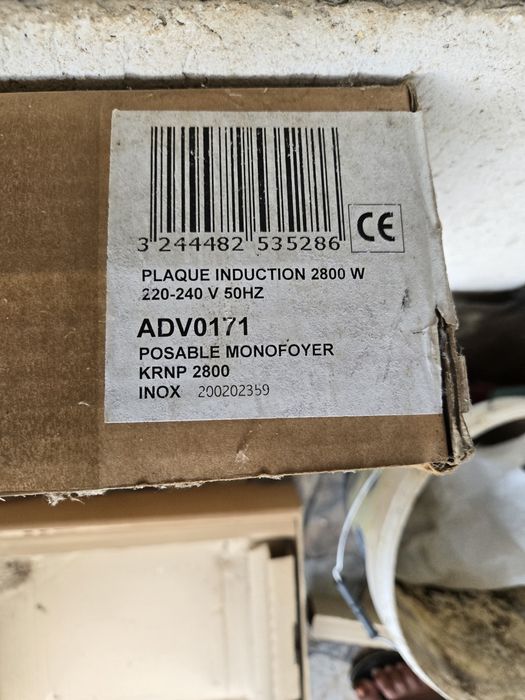 3 244482 535286
CE
PLAQUE INDUCTION 2800 W
220-240 V 50HZ
ADV0171
POSABLE MONOFOYER
KRNP 2800
INOX 200202359